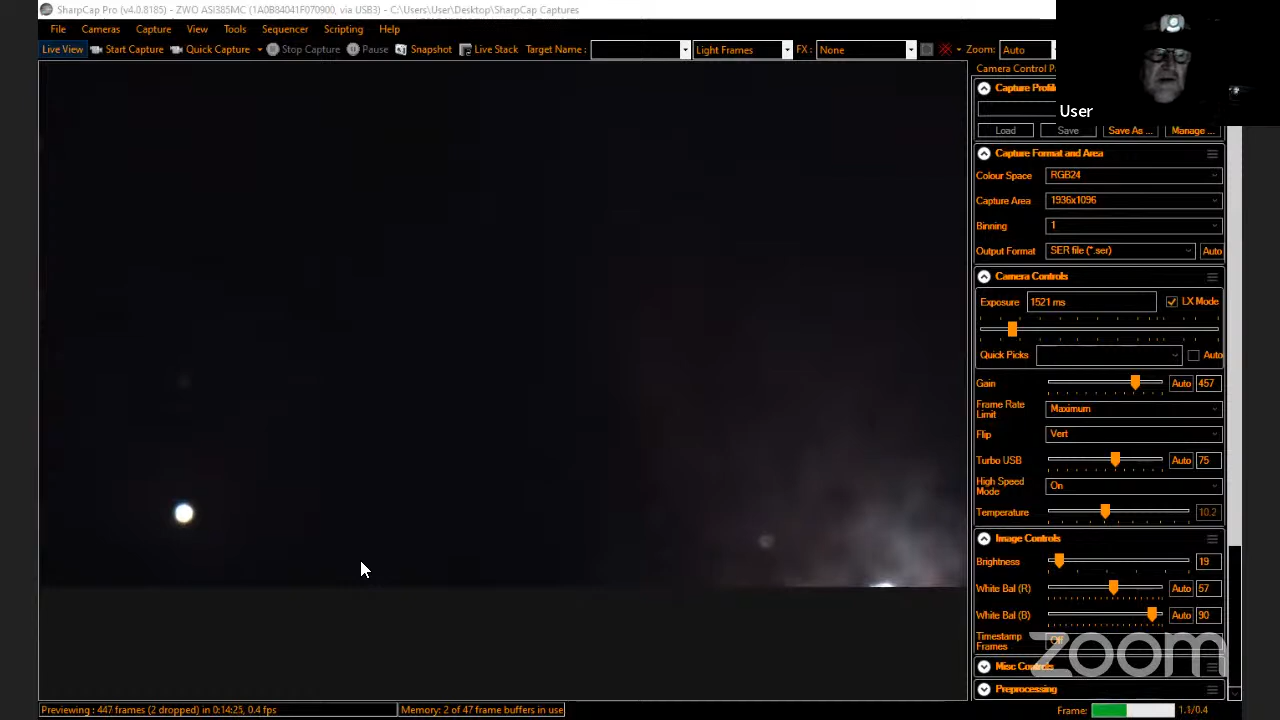 SharpCap Pro (v4.0.8185) - ZWO ASI385MC (1A0B84041F070900, via USB3) - C:\Users\User\Desktop\SharpCap Captures
File Cameras Capture View Tools Sequencer Scripting Help
Live View Start Capture Quick Capture Stop Capture Pause Snapshot Live Stack Target Name : Light Frames FX : None Zoom: Auto
Camera Control P
User
Capture Profile
Load Save Save As ... Manage ...
Capture Format and Area
Colour Space RGB24
Capture Area 1936x1096
Binning 1
Output Format SER file (*.ser) Auto
Camera Controls
Exposure 1521 ms LX Mode
Quick Picks Auto
Gain Auto 457
Frame Rate
Limit Maximum
Flip Vert
Turbo USB Auto 75
High Speed
Mode On
Temperature 10.2
Image Controls
Brightness 19
White Bal (R) Auto 57
White Bal (B) Auto 90
Timestamp
Frames Off
zoom
Misc Controls
Preprocessing
Previewing : 447 frames (2 dropped) in 0:14:25, 0.4 fps Memory: 2 of 47 frame buffers in use Frame: 1.1/0.4